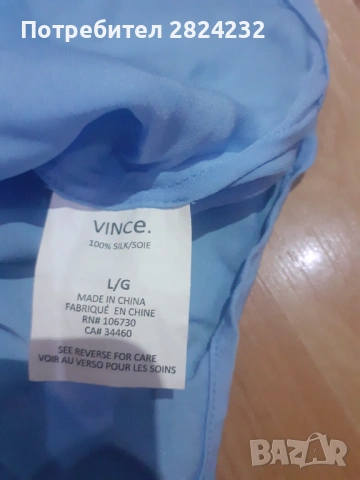 Потребител 2824232
VINCE.
100% SILK/SOIE
L/G
MADE IN CHINA
FABRIQUÉ EN CHINE
RN# 106730
CA# 34460
SEE REVERSE FOR CARE
VOIR AU VERSO POUR LES SOINS
BAZAR